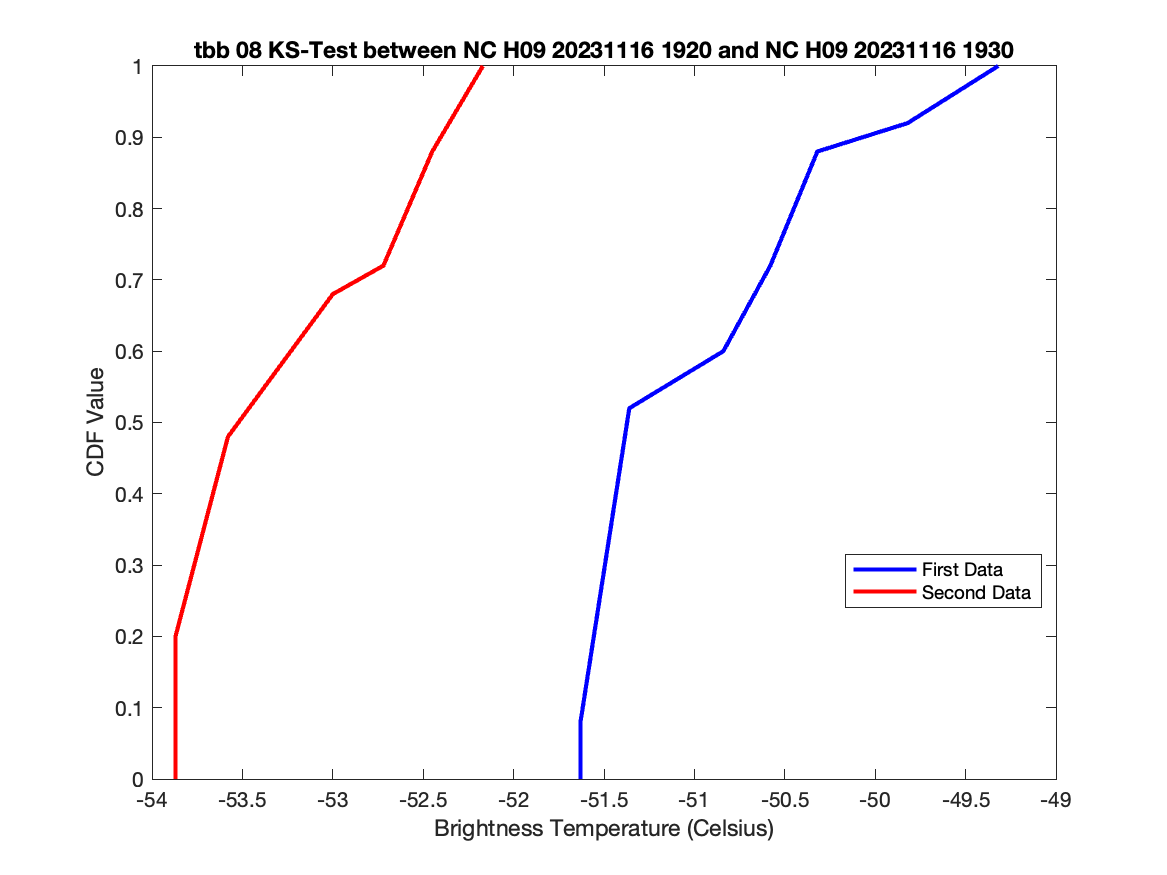 tbb 08 KS-Test between NC H09 20231116 1920 and NC H09 20231116 1930
1
0.9
0.8
0.7
0.6
0.5
0.4
0.3
0.2
0.1
0
CDF Value
First Data
Second Data
-54 -53.5 -53 -52.5 -52 -51.5 -51 -50.5 -50 -49.5 -49
Brightness Temperature (Celsius)